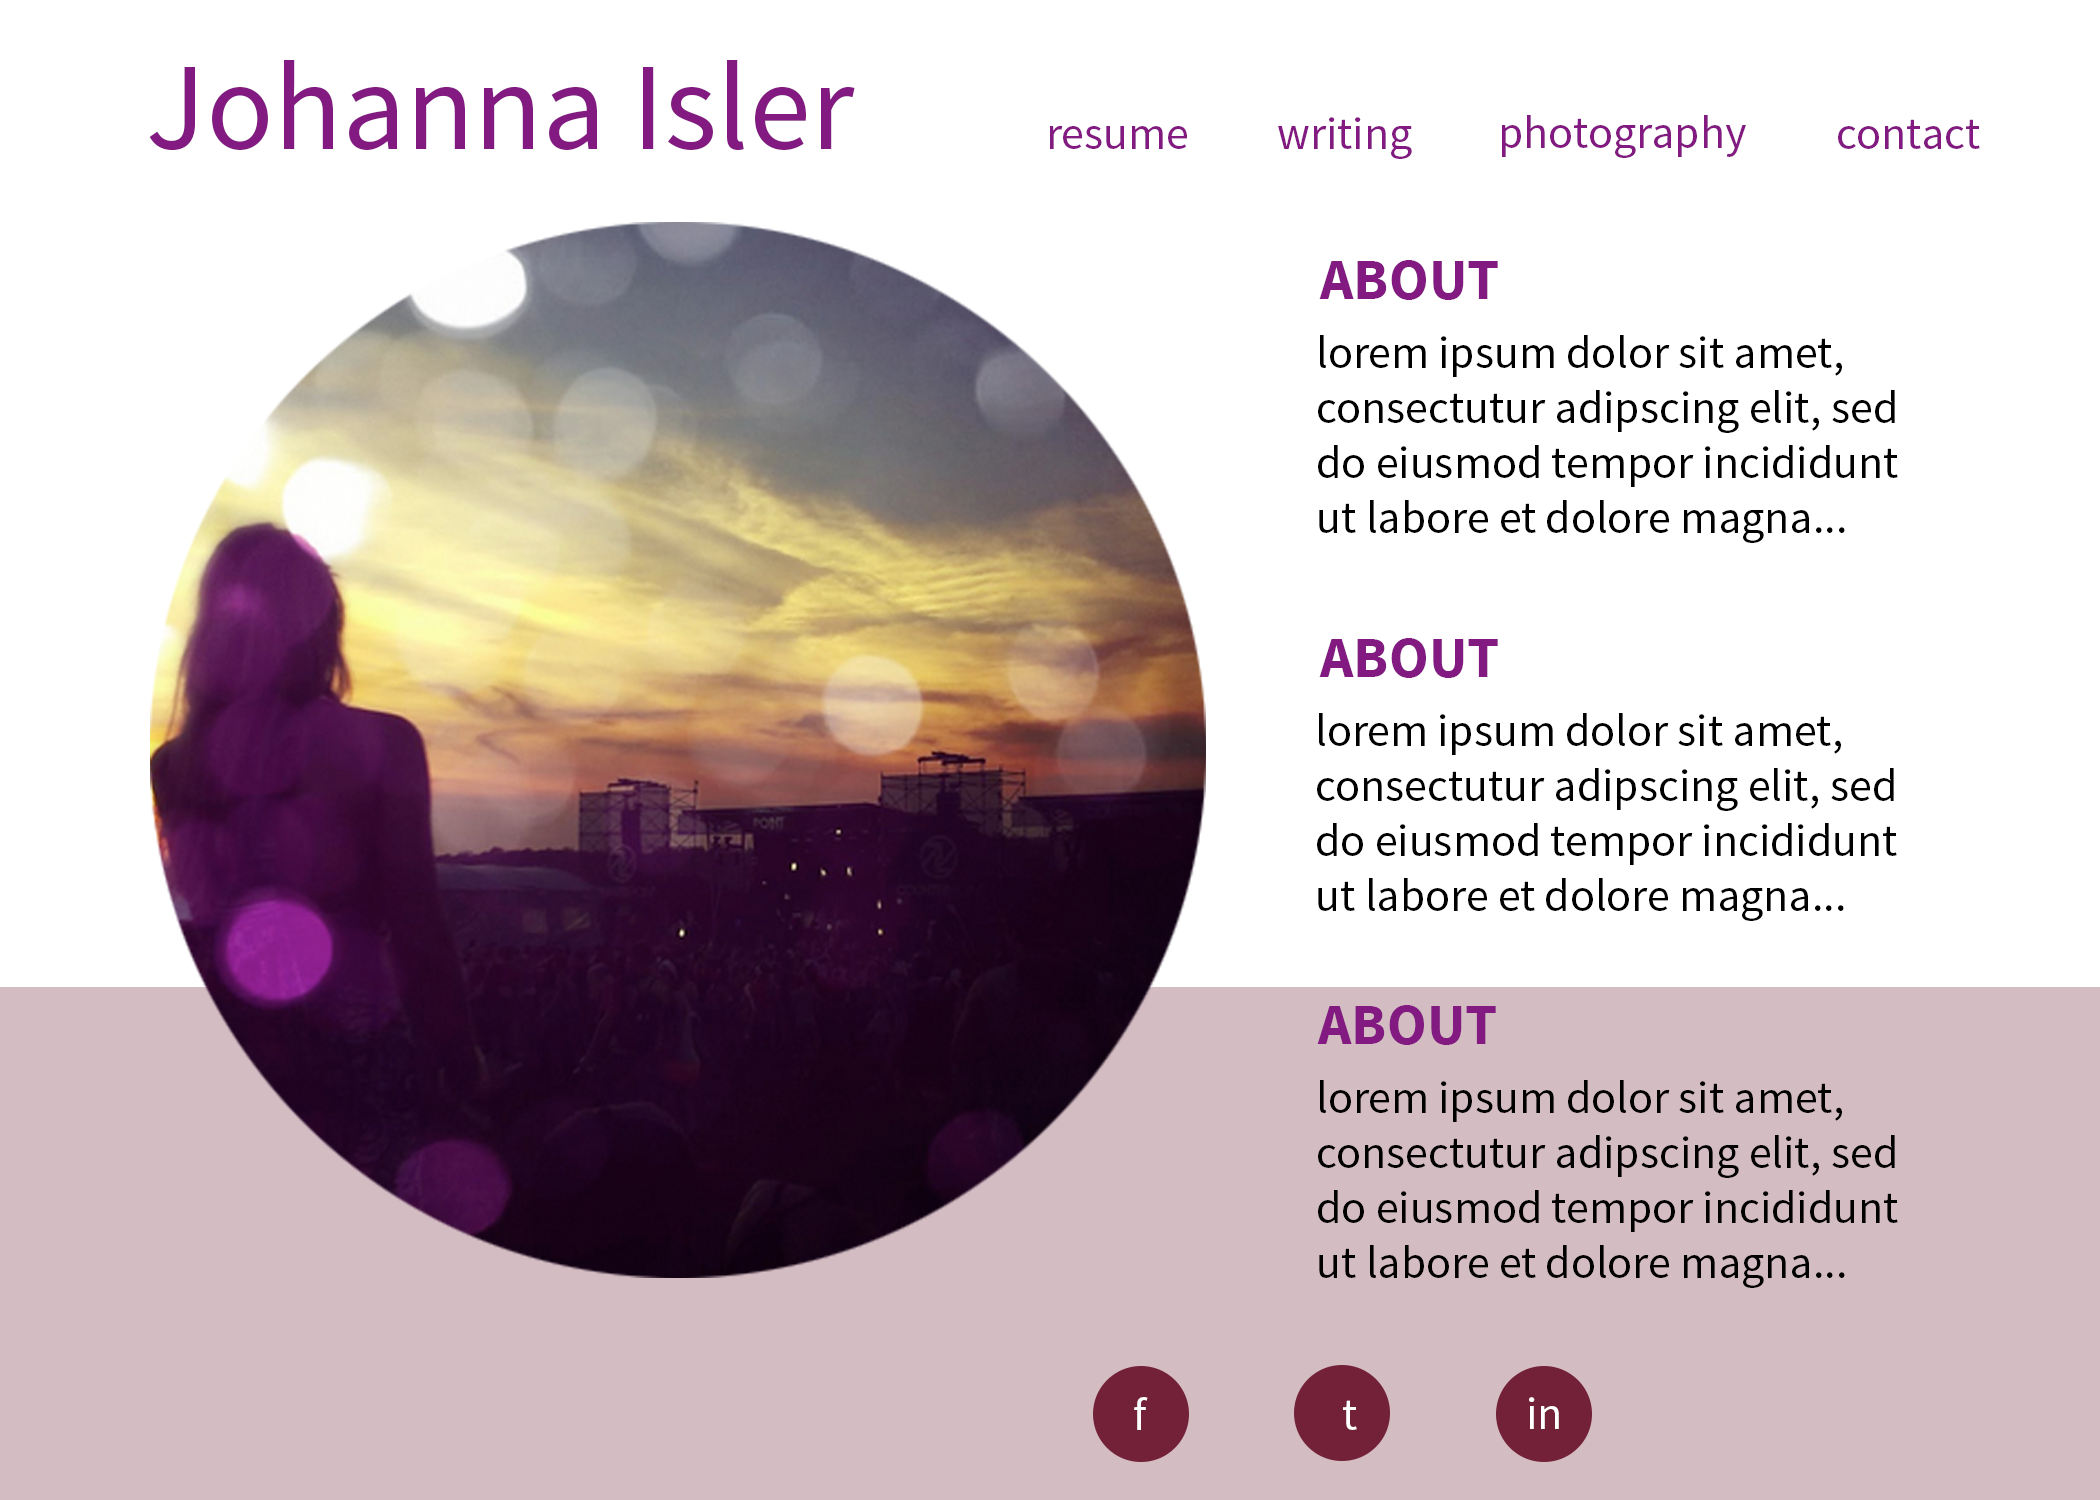 Johanna Isler
resume writing photography contact
ABOUT
lorem ipsum dolor sit amet,
consectutur adipscing elit, sed
do eiusmod tempor incididunt
ut labore et dolore magna...
POINT
ABOUT
lorem ipsum dolor sit amet,
consectutur adipscing elit, sed
do eiusmod tempor incididunt
ut labore et dolore magna...
ABOUT
lorem ipsum dolor sit amet,
consectutur adipscing elit, sed
do eiusmod tempor incididunt
ut labore et dolore magna...
f t in